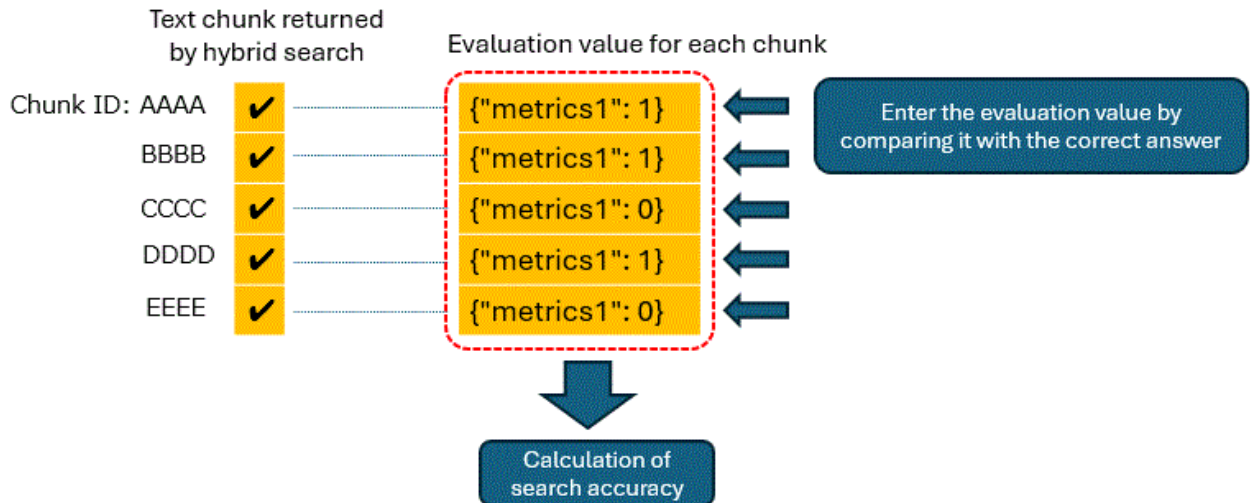 Text chunk returned
by hybrid search
Evaluation value for each chunk
Chunk ID: AAAA
{"metrics1": 1}
Enter the evaluation value by
comparing it with the correct answer
BBBB
{"metrics1": 1}
CCCC
{"metrics1": 0}
DDDD
{"metrics1": 1}
EEEE
{"metrics1": 0}
Calculation of
search accuracy